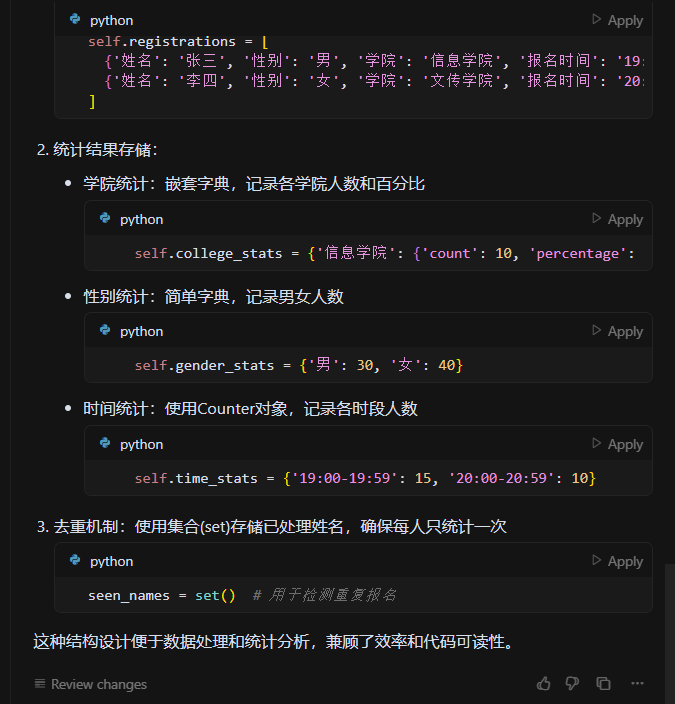 python
Apply
self.registrations = [
{'姓名': '张三', '性别': '男', '学院': '信息学院', '报名时间': '19:
{'姓名': '李四', '性别': '女', '学院': '文传学院', '报名时间': '20:
]
2. 统计结果存储：
• 学院统计：嵌套字典，记录各学院人数和百分比
python
Apply
self.college_stats = {'信息学院': {'count': 10, 'percentage':
• 性别统计：简单字典，记录男女人数
python
Apply
self.gender_stats = {'男': 30, '女': 40}
• 时间统计：使用Counter对象，记录各时段人数
python
Apply
self.time_stats = {'19:00-19:59': 15, '20:00-20:59': 10}
3. 去重机制：使用集合(set)存储已处理姓名，确保每人只统计一次
python
Apply
seen_names = set()  # 用于检测重复报名
这种结构设计便于数据处理和统计分析，兼顾了效率和代码可读性。
Review changes